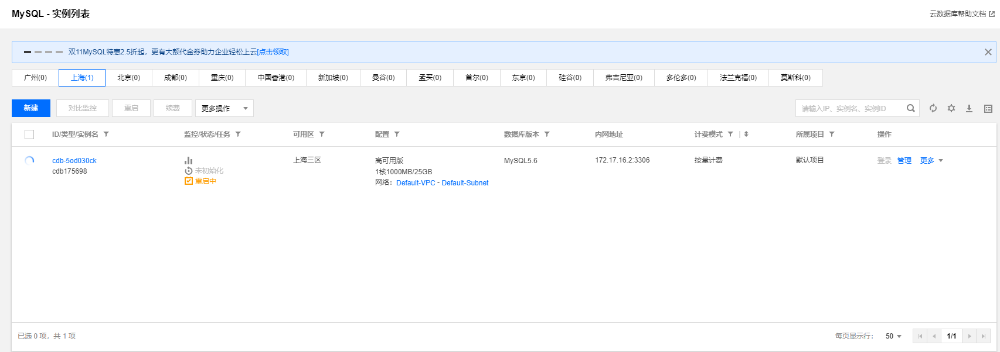 MySQL - 实例列表
云数据库帮助文档
双11MySQL特惠2.5折起，更有大额代金券助力企业轻松上云[点击领取]
广州(0) 上海(1) 北京(0) 成都(0) 重庆(0) 中国香港(0) 新加坡(0) 曼谷(0) 孟买(0) 首尔(0) 东京(0) 硅谷(0) 弗吉尼亚(0) 多伦多(0) 法兰克福(0) 莫斯科(0)
新建 对比监控 重启 续费 更多操作 请输入IP、实例名、实例ID
ID/类型/实例名 监控/状态/任务 可用区 配置 数据库版本 内网地址 计费模式 所属项目 操作
cdb-5od030ck 上海三区 高可用版 MySQL5.6 172.17.16.2:3306 按量计费 默认项目 登录 管理 更多
cdb175698 未初始化 1核1000MB/25GB
重启中 网络： Default-VPC - Default-Subnet
已选 0 项，共 1 项 每页显示行： 50 1/1